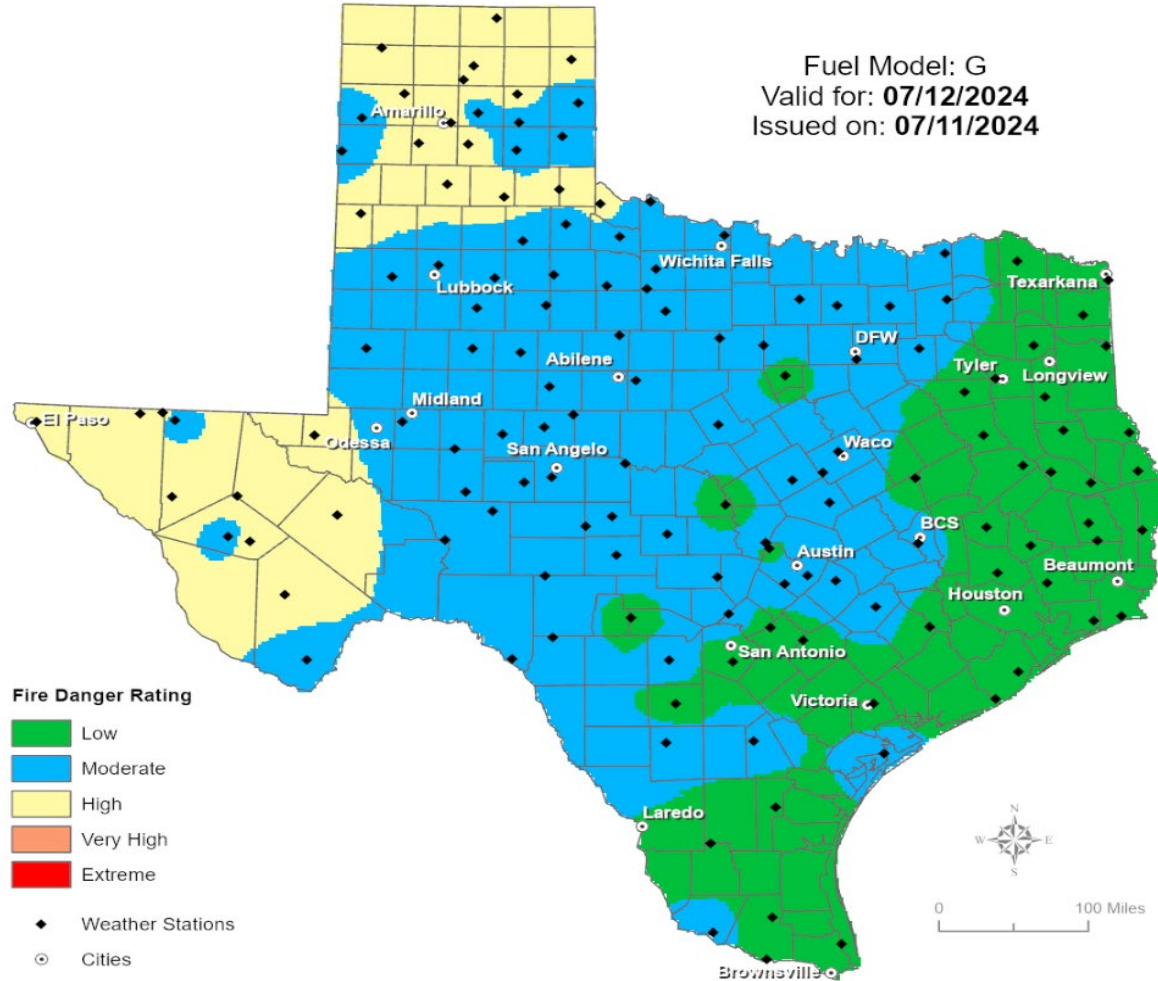 Fuel Model: G
Valid for: 07/12/2024
Issued on: 07/11/2024
Amarillo
Wichita Falls
Lubbock
Texarkana
DFW
Abilene
Tyler
Longview
Midland
El Paso
Odessa
San Angelo
Waco
BCS
Austin
Beaumont
Houston
San Antonio
Victoria
Laredo
Brownsville
Fire Danger Rating
Low
Moderate
High
Very High
Extreme
Weather Stations
Cities
N
W E
S
0 100 Miles